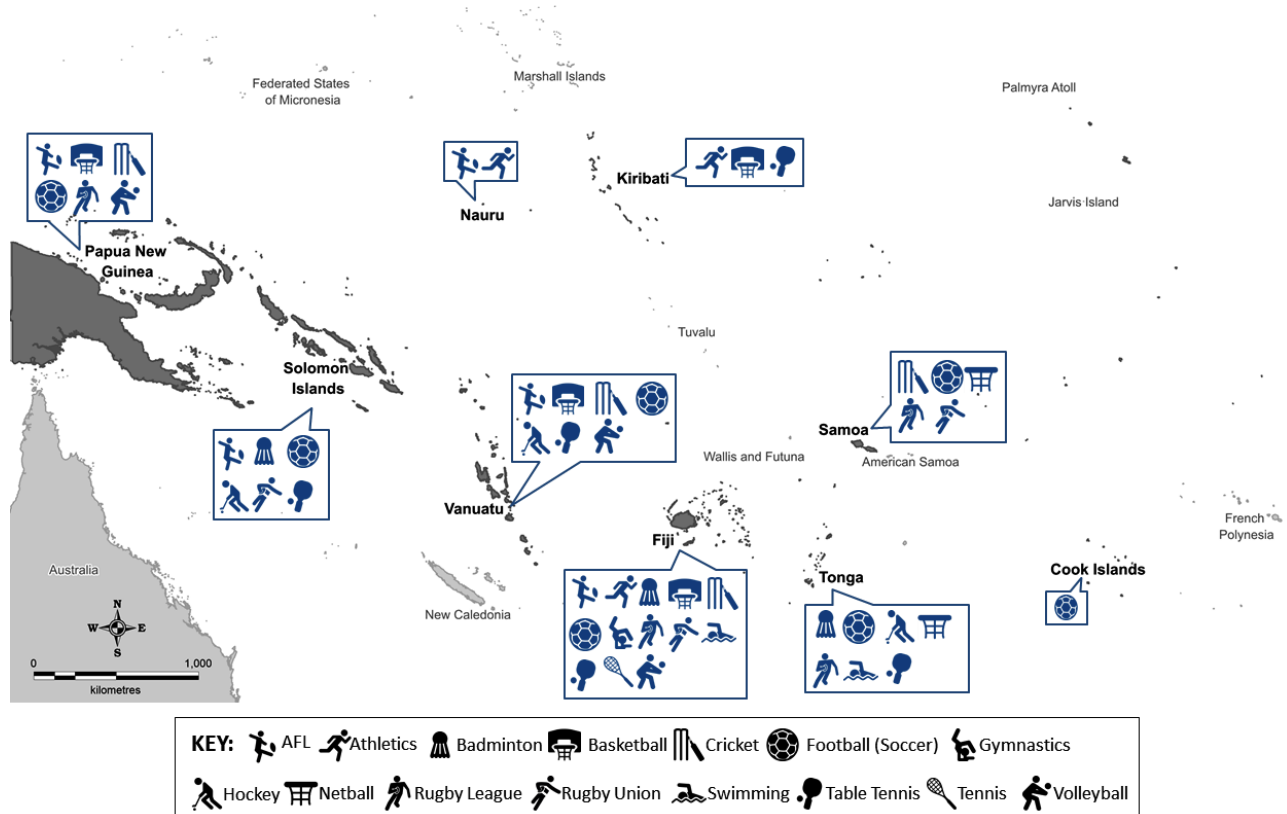 Federated States
of Micronesia
Marshall Islands
Palmyra Atoll
Kiribati
Nauru
Jarvis Island
Papua New
Guinea
Tuvalu
Solomon
Islands
Samoa
Wallis and Futuna
American Samoa
Vanuatu
Fiji
French
Polynesia
Australia
Tonga
Cook Islands
New Caledonia
N
W E
S
0 1,000
kilometres
KEY: AFL Athletics Badminton Basketball Cricket Football (Soccer) Gymnastics
Hockey Netball Rugby League Rugby Union Swimming Table Tennis Tennis Volleyball